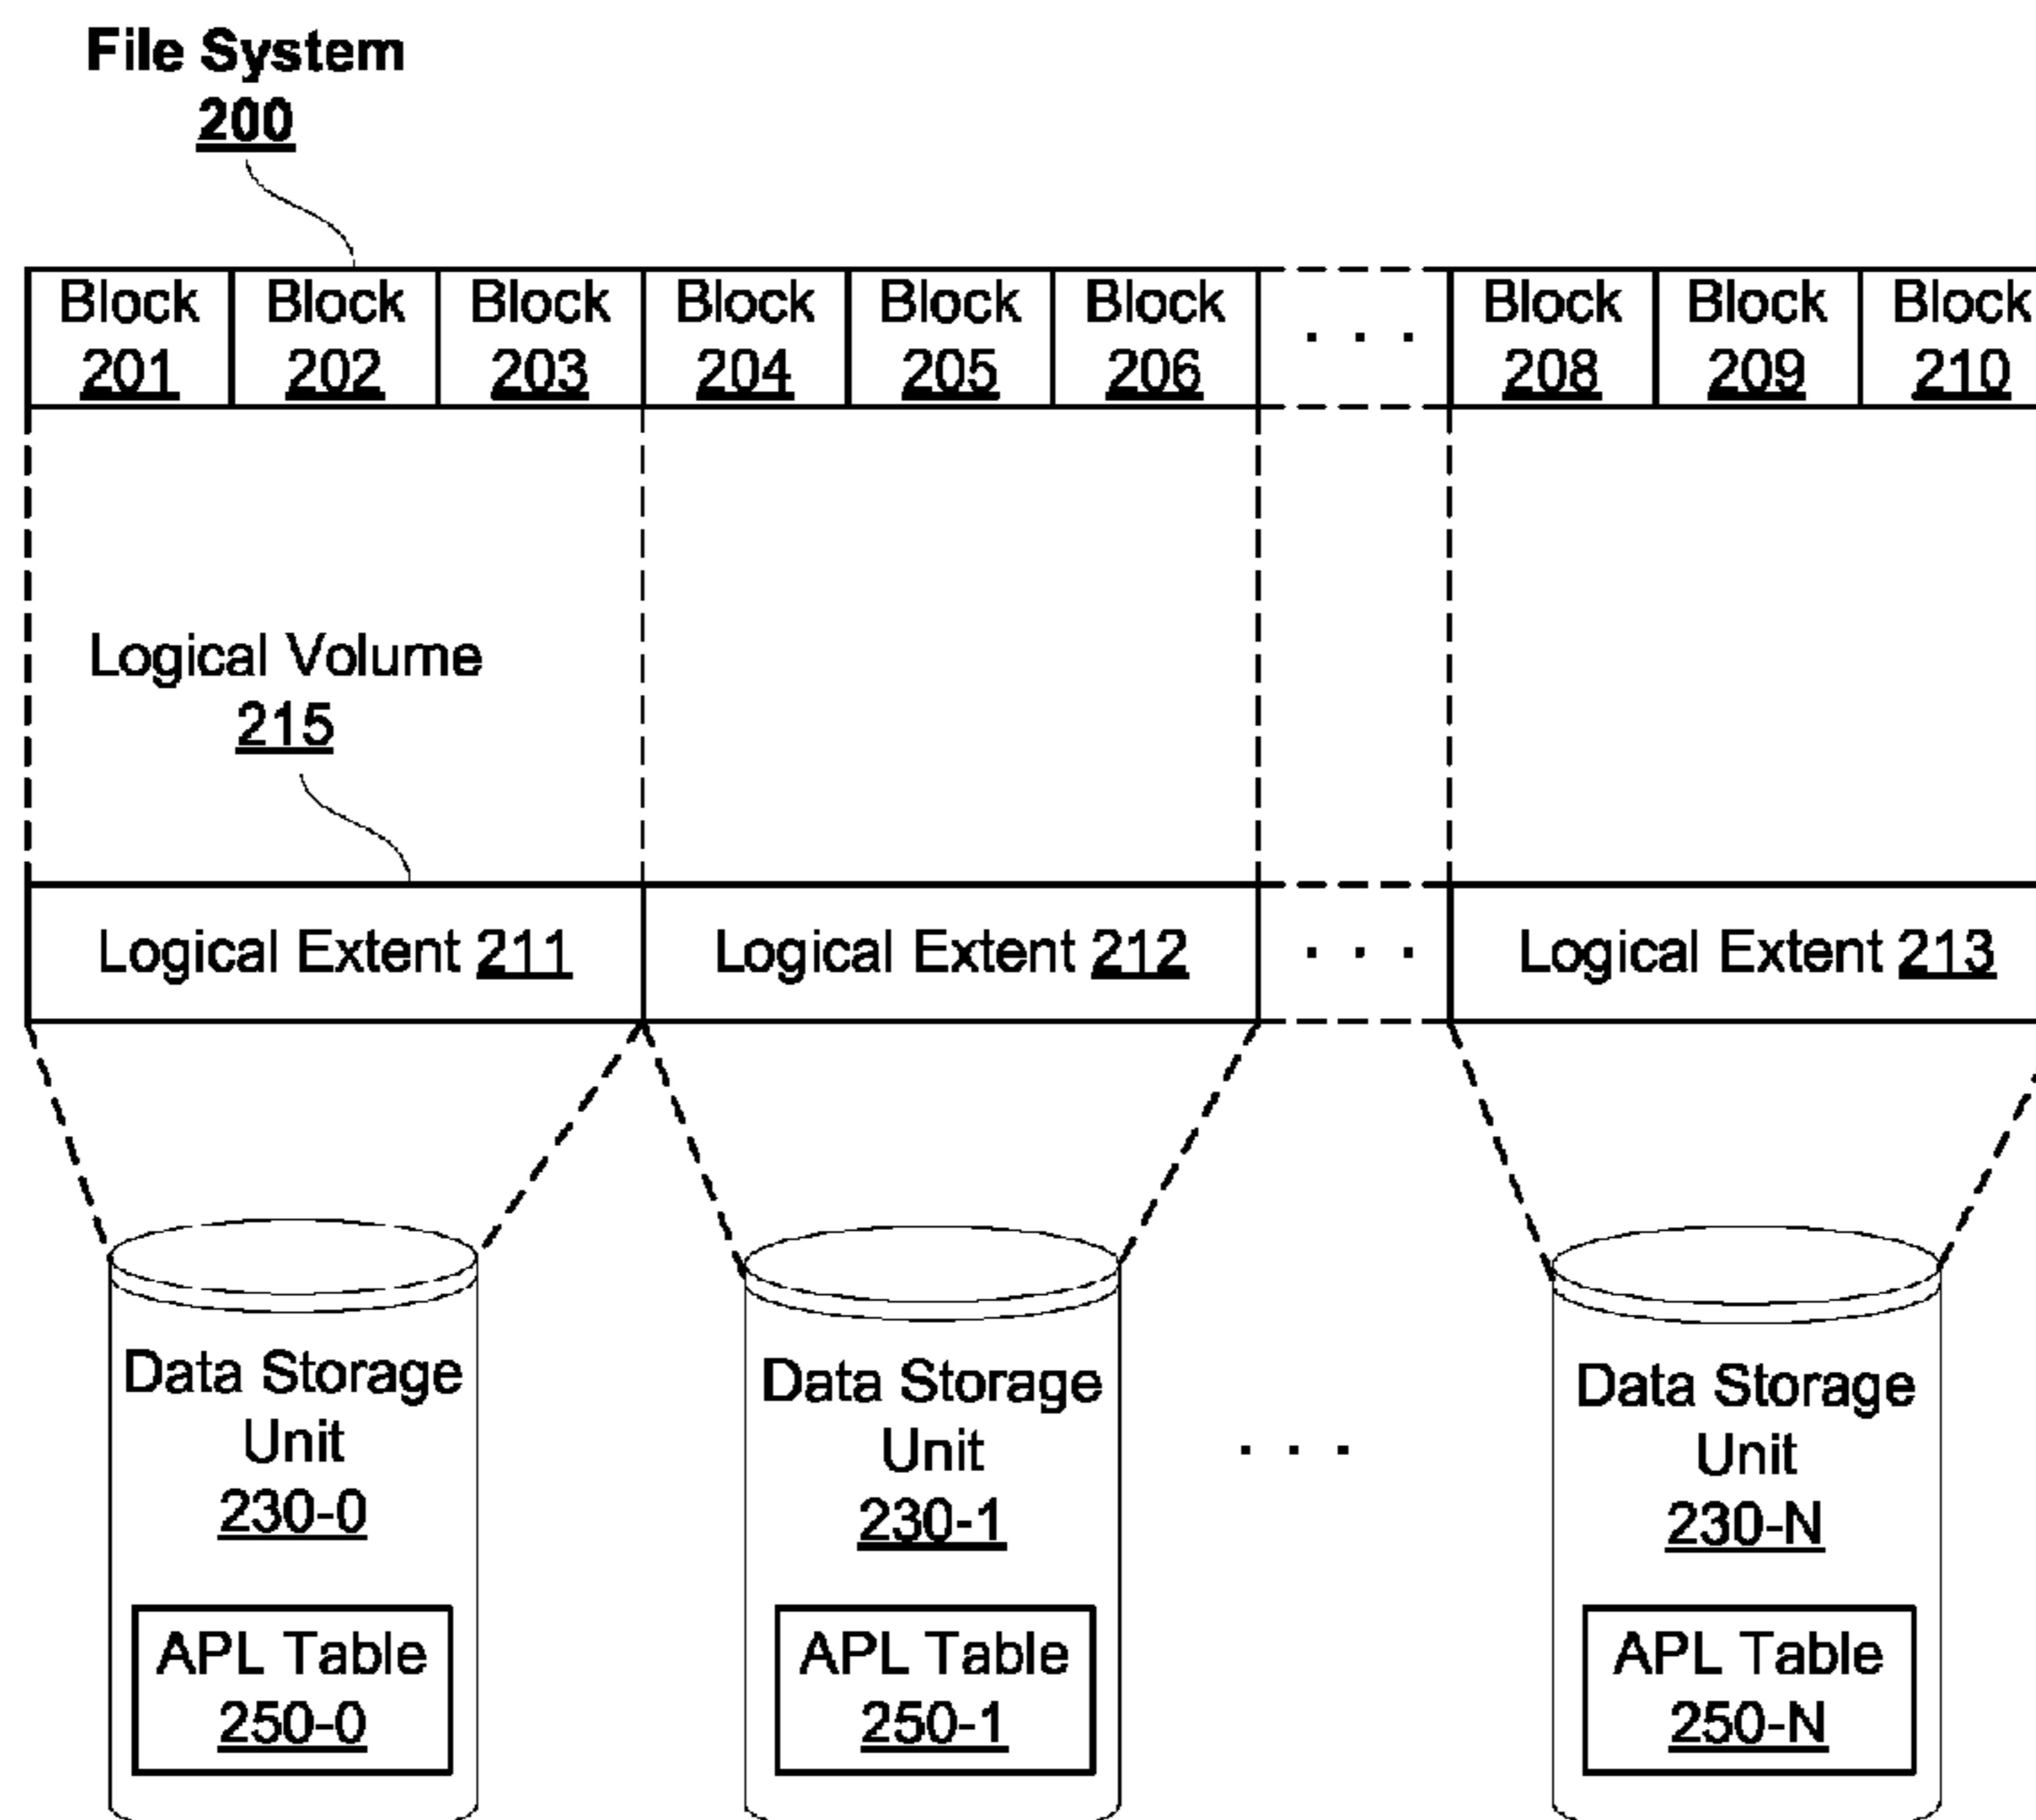 File System
200
Block Block Block Block Block Block . . . Block Block Block
201 202 203 204 205 206 208 209 210
Logical Volume
215
Logical Extent 211 Logical Extent 212 . . . Logical Extent 213
Data Storage Data Storage Data Storage
Unit Unit . . . Unit
230-0 230-1 230-N
APL Table APL Table APL Table
250-0 250-1 250-N